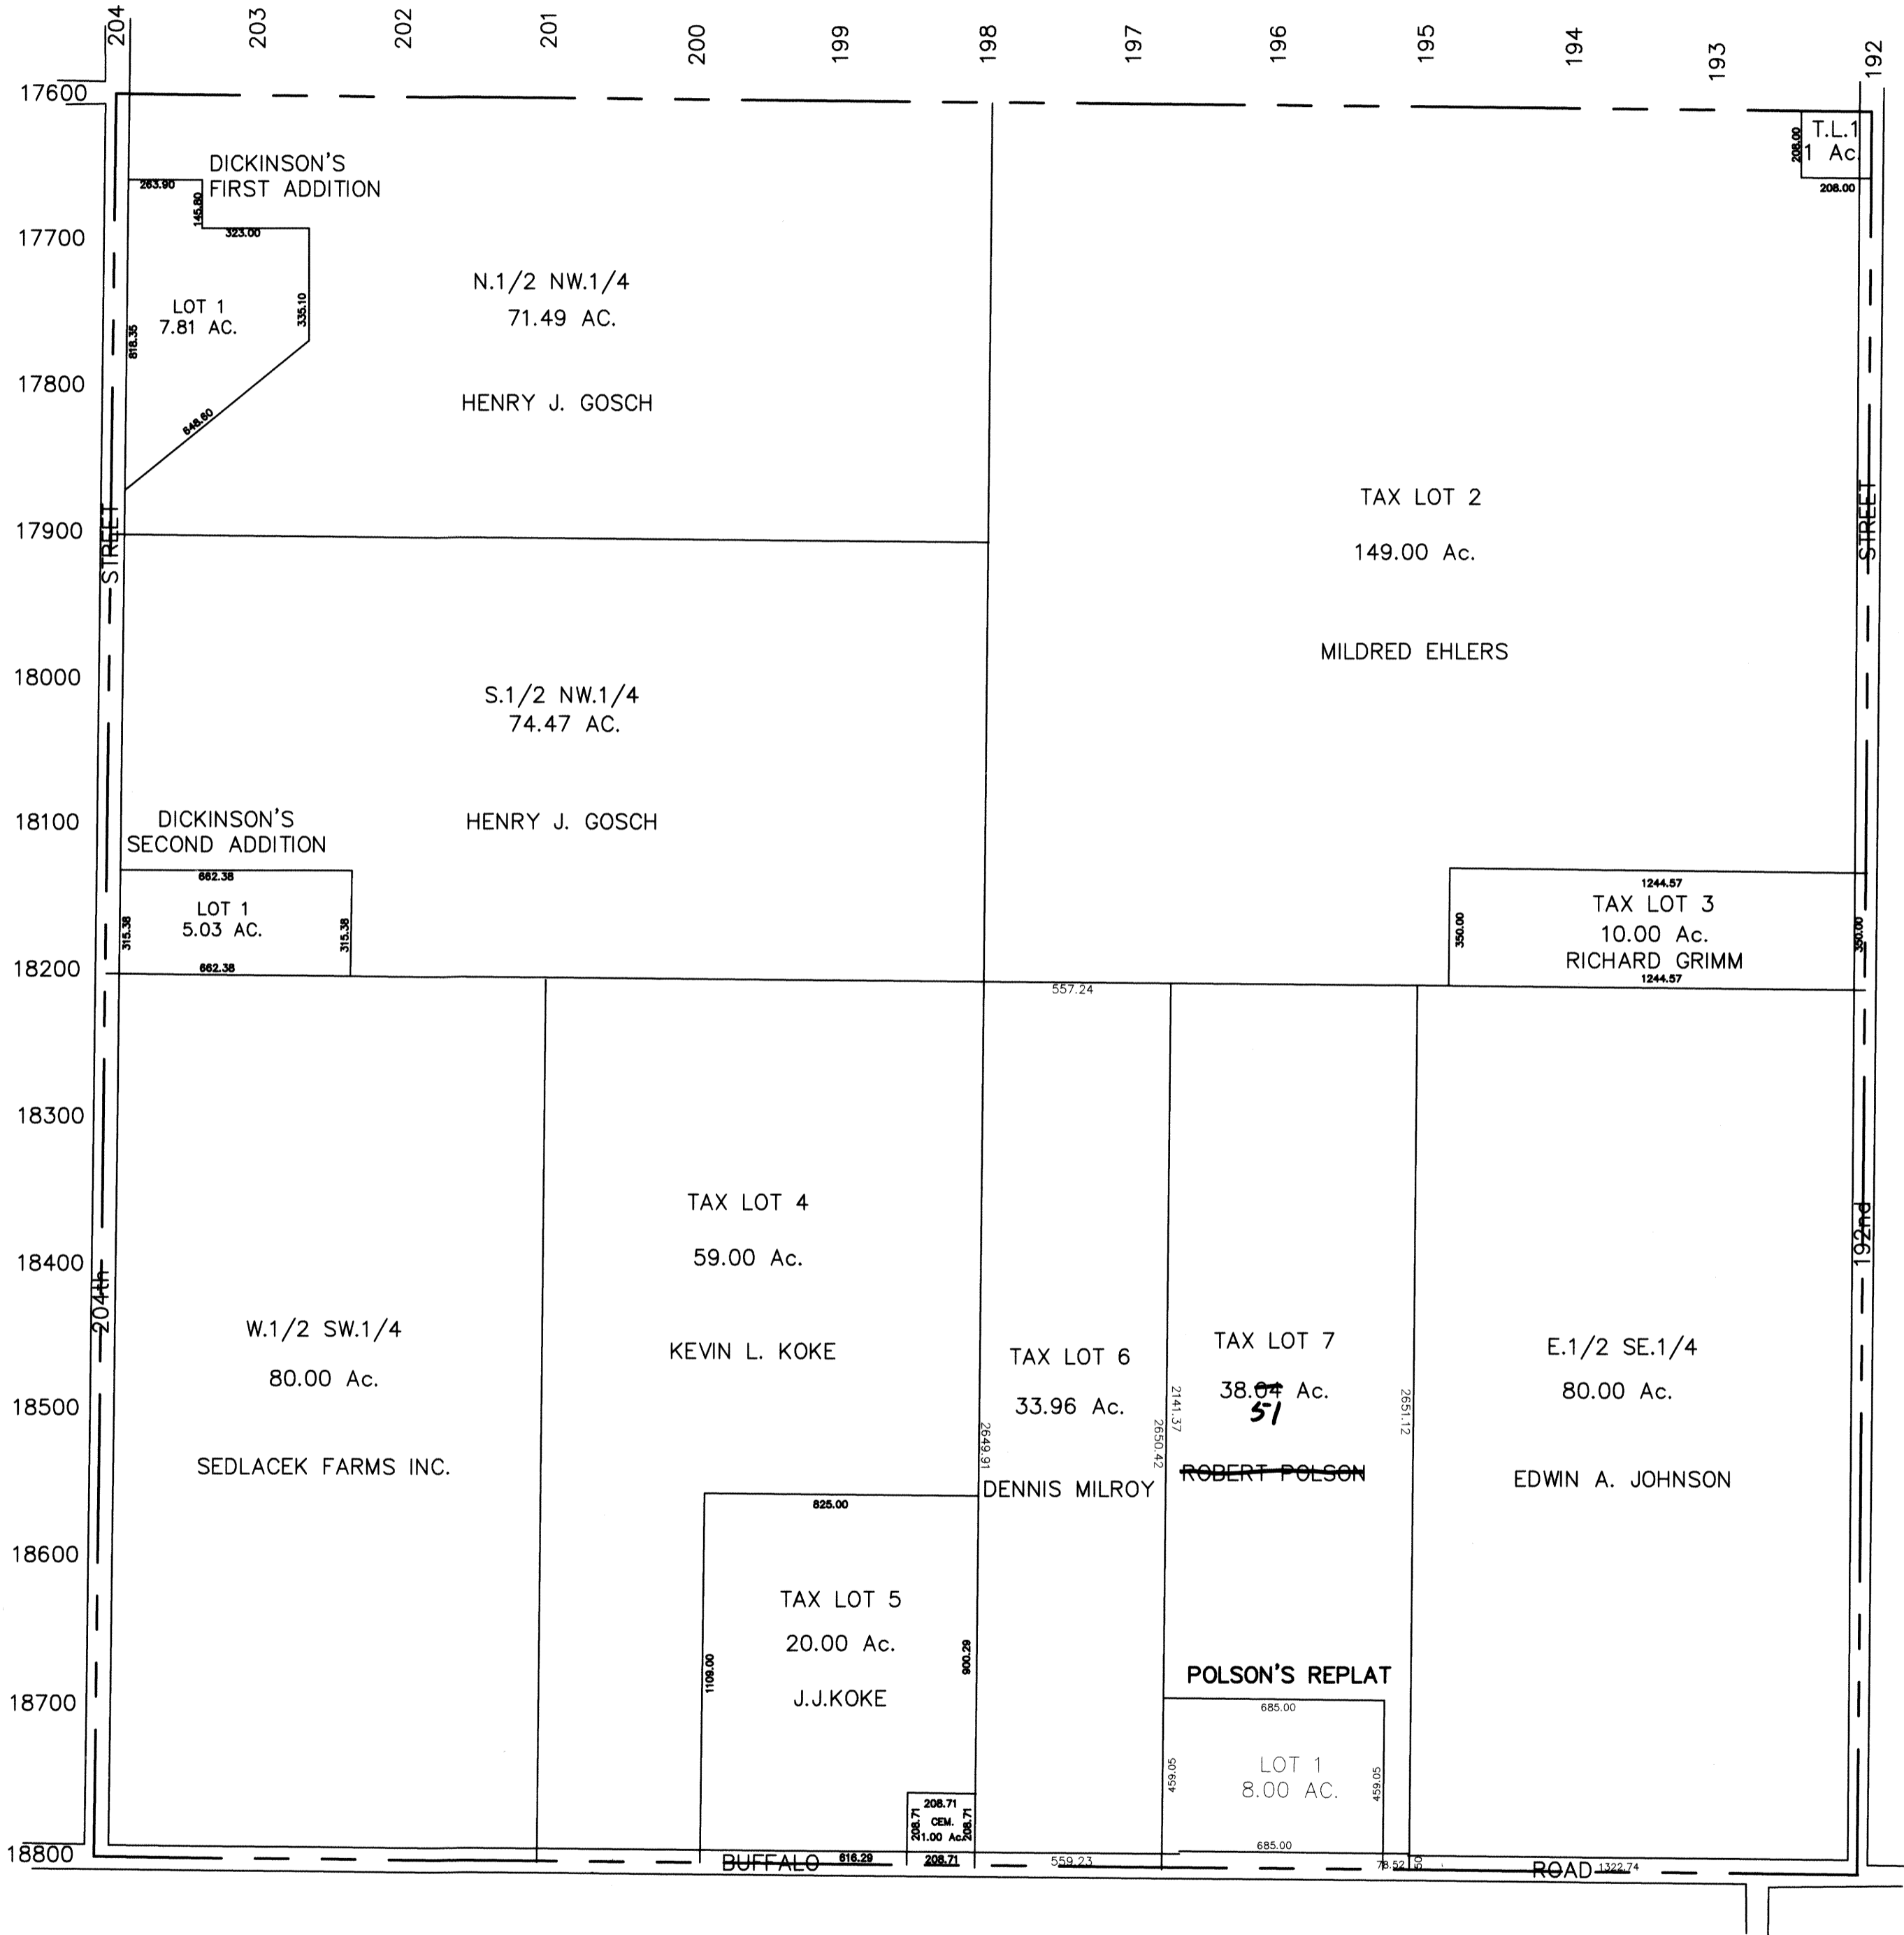 204
203
202
201
200
199
198
197
196
195
194
193
192
17600
17700
17800
17900
18000
18100
18200
18300
18400
18500
18600
18700
18800
DICKINSON'S
FIRST ADDITION
263.90
145.80
323.00
335.10
LOT 1
7.81 AC.
818.35
648.60
N.1/2 NW.1/4
71.49 AC.
HENRY J. GOSCH
T.L.1
1 Ac.
208.00
208.00
TAX LOT 2
149.00 Ac.
MILDRED EHLERS
STREET
STREET
S.1/2 NW.1/4
74.47 AC.
HENRY J. GOSCH
DICKINSON'S
SECOND ADDITION
662.38
LOT 1
5.03 AC.
315.38
315.38
662.38
1244.57
TAX LOT 3
10.00 Ac.
RICHARD GRIMM
1244.57
350.00
350.00
557.24
204th
192nd
W.1/2 SW.1/4
80.00 Ac.
SEDLACEK FARMS INC.
TAX LOT 4
59.00 Ac.
KEVIN L. KOKE
TAX LOT 6
33.96 Ac.
DENNIS MILROY
2649.91
2650.42
2141.37
TAX LOT 7
38.04 Ac.
51
ROBERT POLSON
2651.12
E.1/2 SE.1/4
80.00 Ac.
EDWIN A. JOHNSON
825.00
TAX LOT 5
20.00 Ac.
J.J.KOKE
1109.00
900.29
208.71
CEM.
1.00 Ac.
208.71
208.71
POLSON'S REPLAT
685.00
LOT 1
8.00 AC.
459.05
459.05
685.00
BUFFALO
616.29
208.71
559.23
78.52
50
ROAD
1322.74